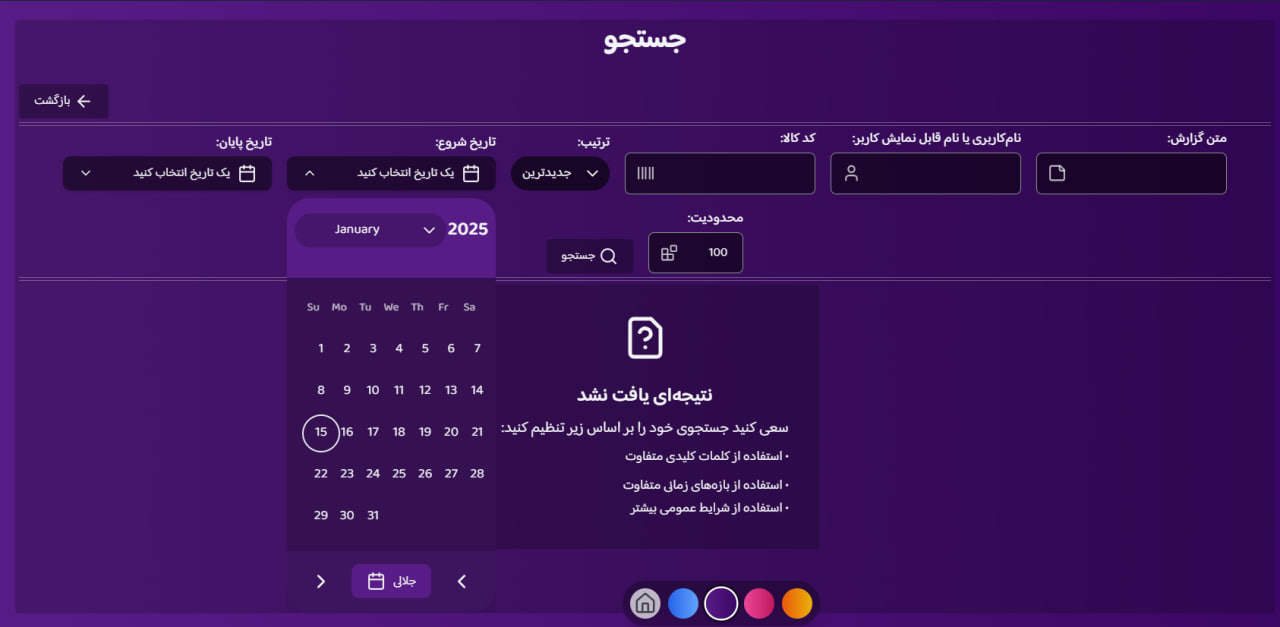 جستجو
بازگشت
متن گزارش:
نام‌کاربری یا نام قابل نمایش کاربر:
کد کالا:
ترتیب:
جدیدترین
تاریخ شروع:
یک تاریخ انتخاب کنید
تاریخ پایان:
یک تاریخ انتخاب کنید
محدودیت:
100
جستجو
January 2025
Su Mo Tu We Th Fr Sa
1 2 3 4 5 6 7
8 9 10 11 12 13 14
15 16 17 18 19 20 21
22 23 24 25 26 27 28
29 30 31
جلالی
نتیجه‌ای یافت نشد
سعی کنید جستجوی خود را بر اساس زیر تنظیم کنید:
• استفاده از کلمات کلیدی متفاوت
• استفاده از بازه‌های زمانی متفاوت
• استفاده از شرایط عمومی بیشتر